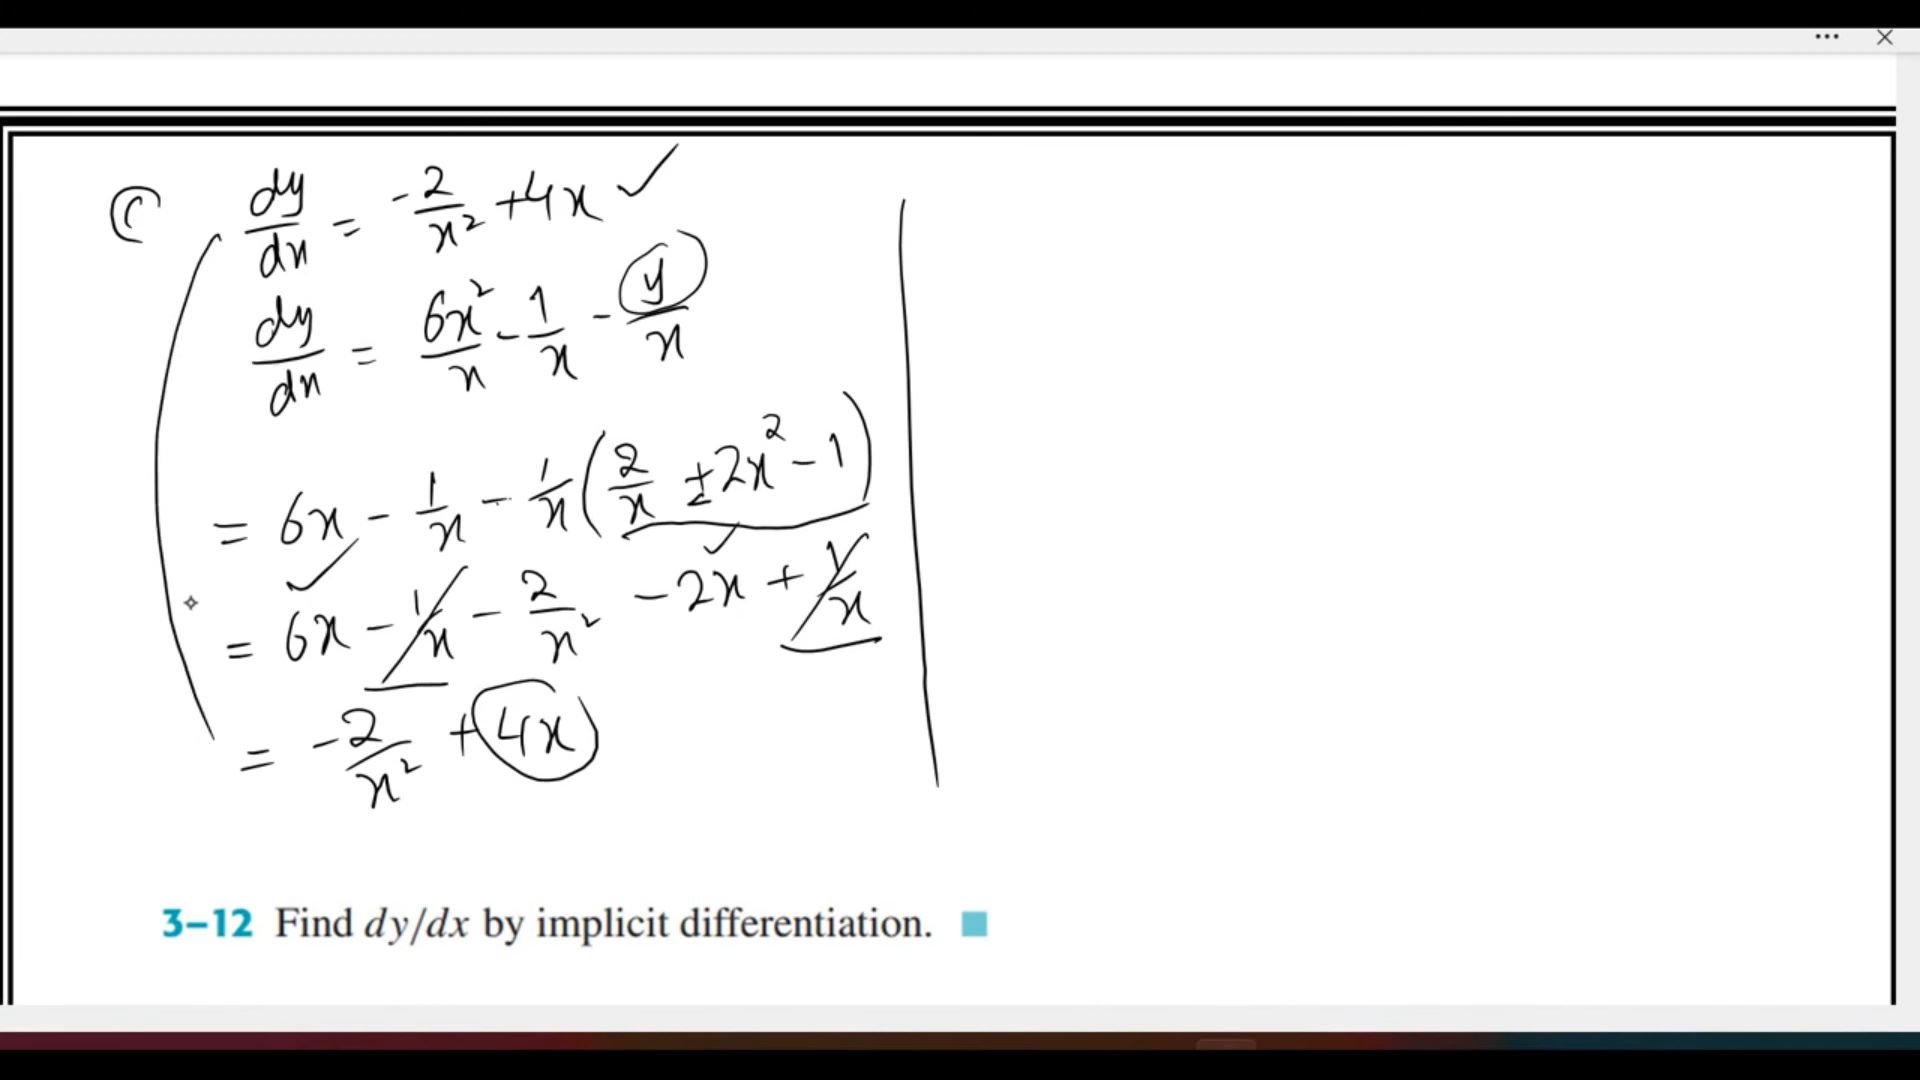 (c) dy/dx = -2/x² + 4x ✓
dy/dx = 6x²/x - 1/x - y/x
= 6x - 1/x - 1/x (2/x ± 2x² - 1)
= 6x - 1/x - 2/x² - 2x + 1/x
= -2/x² + 4x
3–12 Find dy/dx by implicit differentiation.